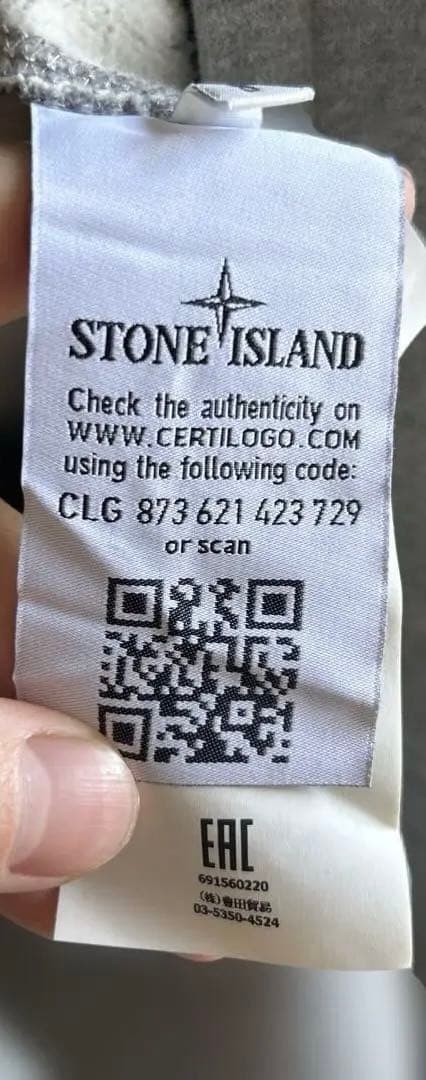 STONE ISLAND
Check the authenticity on
WWW.CERTILOGO.COM
using the following code:
CLG 873 621 423 729
or scan
EAC
691560220
(株)豊田貿易
03-5350-4524